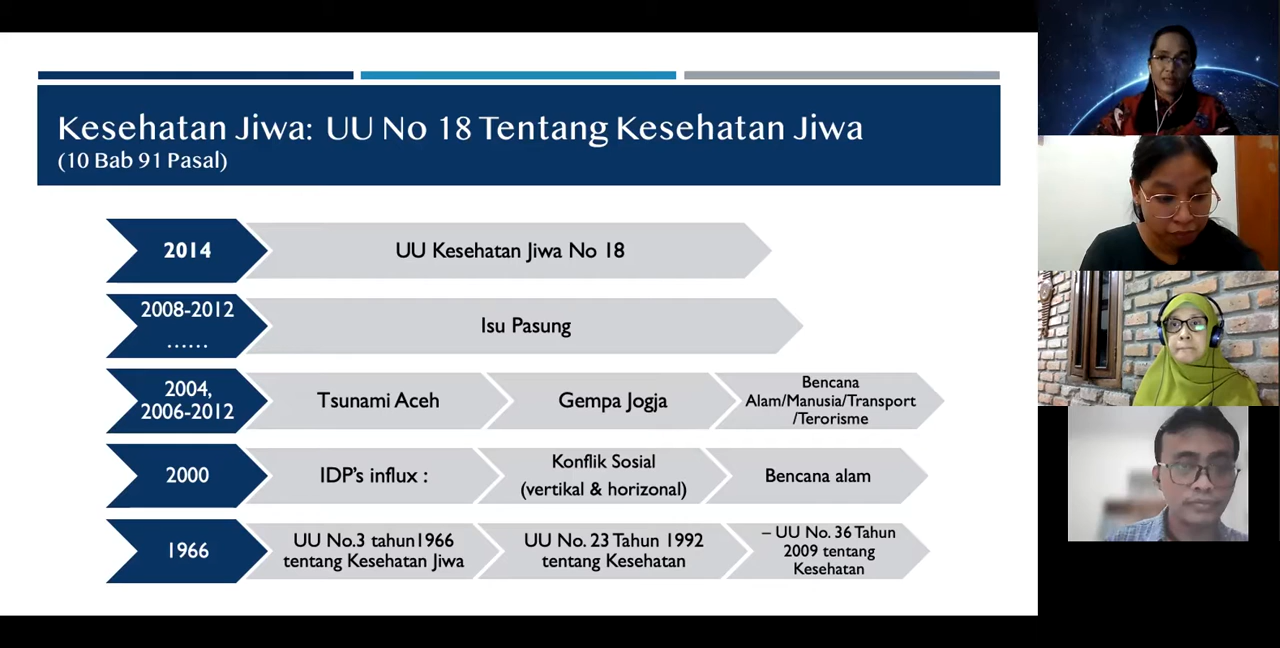 Kesehatan Jiwa: UU No 18 Tentang Kesehatan Jiwa
(10 Bab 91 Pasal)
2014
UU Kesehatan Jiwa No 18
2008-2012
......
Isu Pasung
2004,
2006-2012
Tsunami Aceh
Gempa Jogja
Bencana
Alam/Manusia/Transport
/Terorisme
2000
IDP's influx :
Konflik Sosial
(vertikal & horizonal)
Bencana alam
1966
UU No.3 tahun1966
tentang Kesehatan Jiwa
UU No. 23 Tahun 1992
tentang Kesehatan
– UU No. 36 Tahun
2009 tentang
Kesehatan